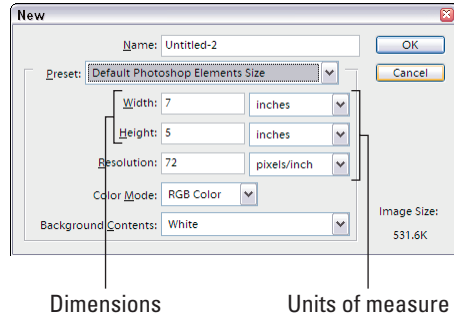 New
Name: Untitled-2
OK
Preset: Default Photoshop Elements Size
Cancel
Width: 7 inches
Height: 5 inches
Resolution: 72 pixels/inch
Color Mode: RGB Color
Background Contents: White
Image Size:
531.6K
Dimensions
Units of measure